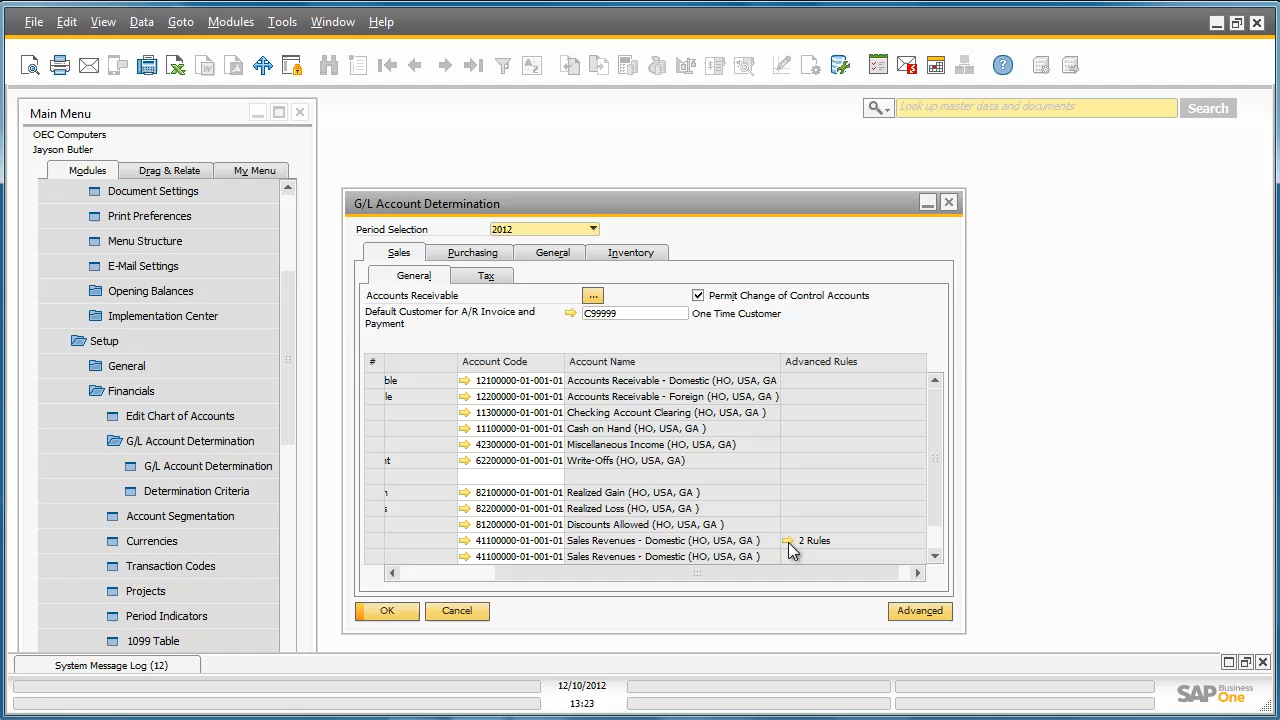 File Edit View Data Goto Modules Tools Window Help
Look up master data and documents
Search
Main Menu
OEC Computers
Jayson Butler
Modules Drag & Relate My Menu
Document Settings
Print Preferences
Menu Structure
E-Mail Settings
Opening Balances
Implementation Center
Setup
General
Financials
Edit Chart of Accounts
G/L Account Determination
G/L Account Determination
Determination Criteria
Account Segmentation
Currencies
Transaction Codes
Projects
Period Indicators
1099 Table
G/L Account Determination
Period Selection 2012
Sales Purchasing General Inventory
General Tax
Accounts Receivable ... Permit Change of Control Accounts
Default Customer for A/R Invoice and Payment C99999 One Time Customer
# Account Code Account Name Advanced Rules
ble 12100000-01-001-01 Accounts Receivable - Domestic (HO, USA, GA
le 12200000-01-001-01 Accounts Receivable - Foreign (HO, USA, GA )
11300000-01-001-01 Checking Account Clearing (HO, USA, GA )
11100000-01-001-01 Cash on Hand (HO, USA, GA )
42300000-01-001-01 Miscellaneous Income (HO, USA, GA)
nt 62200000-01-001-01 Write-Offs (HO, USA, GA)
82100000-01-001-01 Realized Gain (HO, USA, GA )
s 82200000-01-001-01 Realized Loss (HO, USA, GA )
81200000-01-001-01 Discounts Allowed (HO, USA, GA )
41100000-01-001-01 Sales Revenues - Domestic (HO, USA, GA ) 2 Rules
41100000-01-001-01 Sales Revenues - Domestic (HO, USA, GA )
OK Cancel Advanced
System Message Log (12)
12/10/2012
13:23
SAP Business One